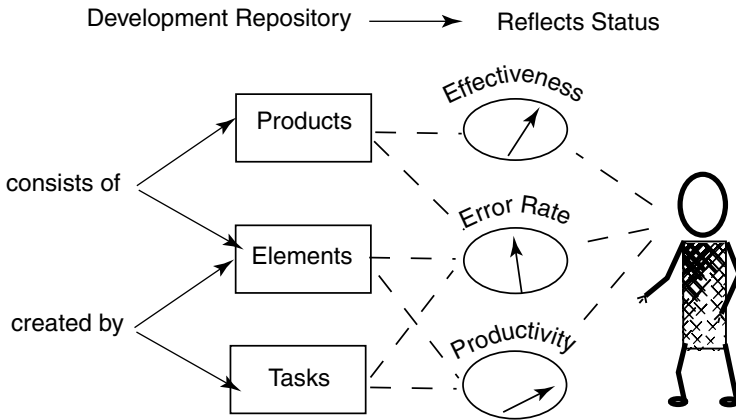 Development Repository
Reflects Status
Effectiveness
Products
consists of
Error Rate
Elements
created by
Productivity
Tasks